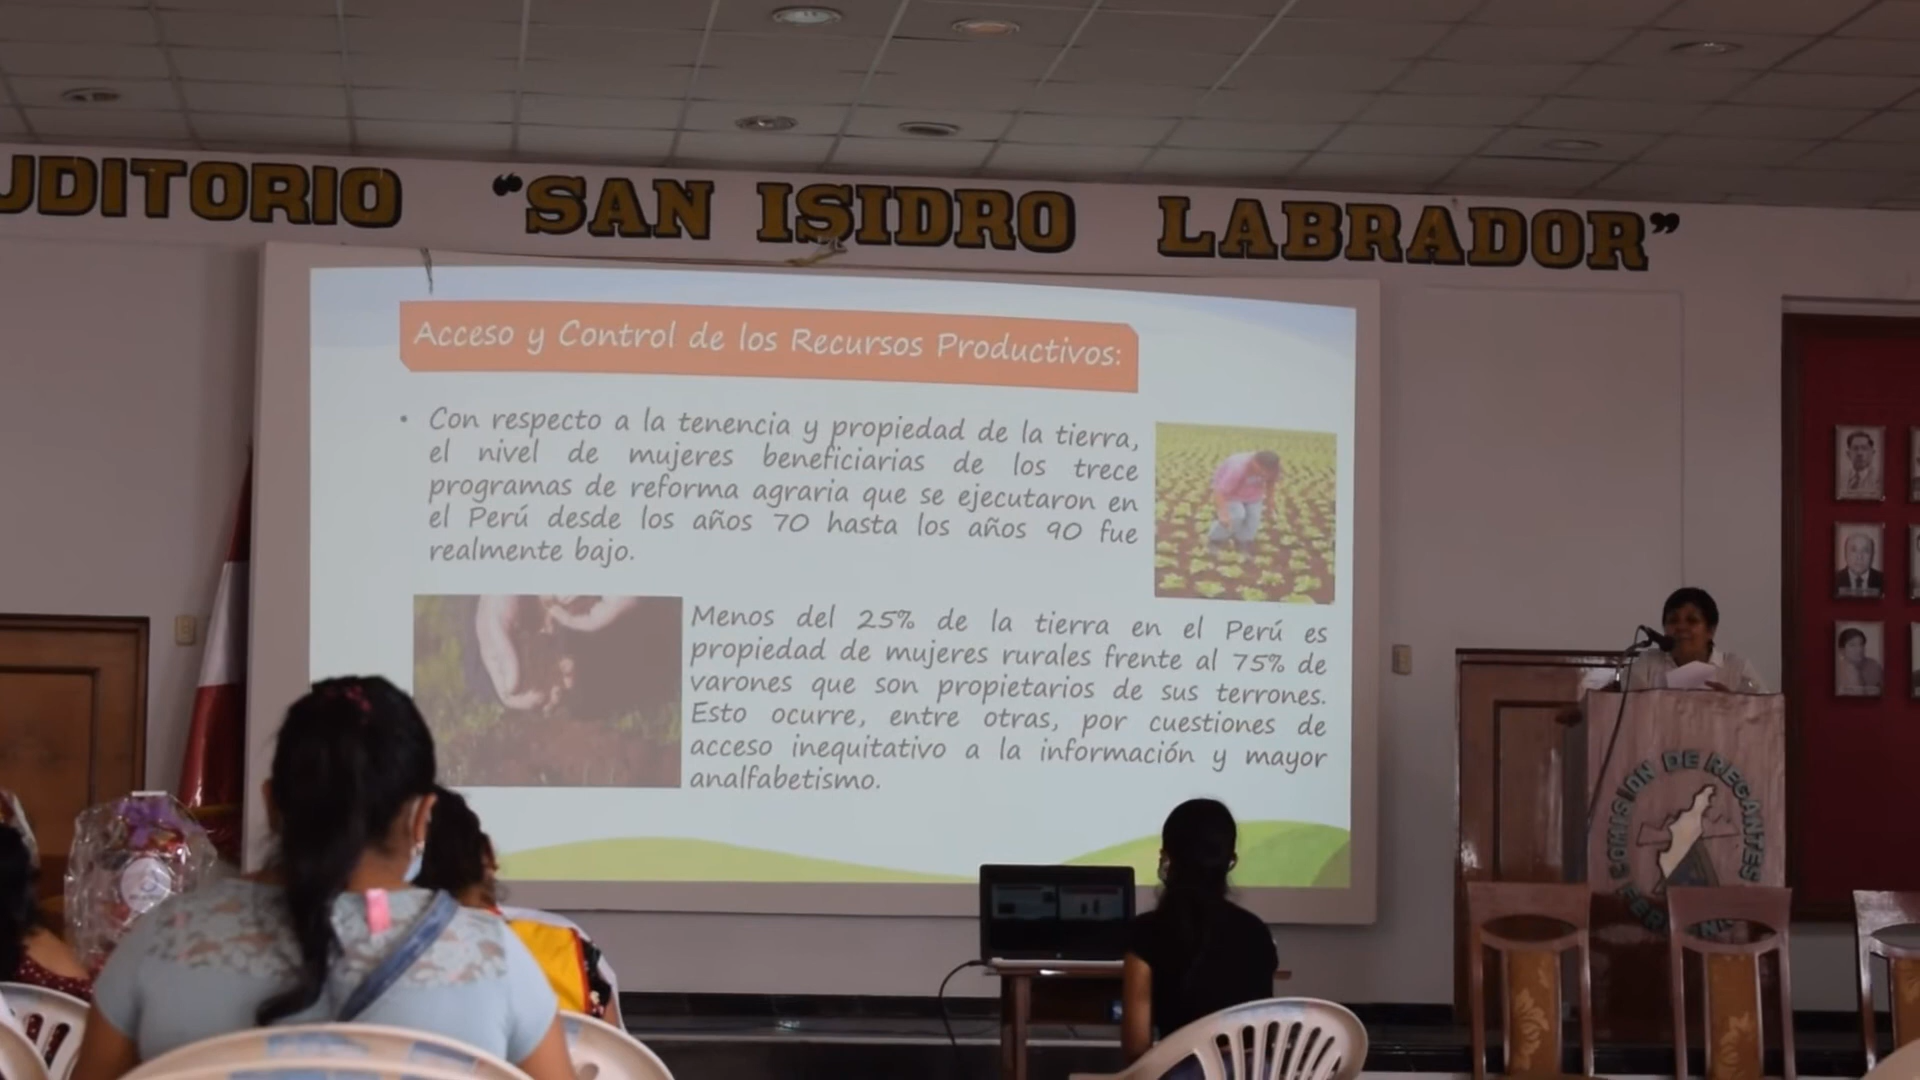 UDITORIO “SAN ISIDRO LABRADOR”
Acceso y Control de los Recursos Productivos:
• Con respecto a la tenencia y propiedad de la tierra,
el nivel de mujeres beneficiarias de los trece
programas de reforma agraria que se ejecutaron en
el Perú desde los años 70 hasta los años 90 fue
realmente bajo.
Menos del 25% de la tierra en el Perú es
propiedad de mujeres rurales frente al 75% de
varones que son propietarios de sus terrones.
Esto ocurre, entre otras, por cuestiones de
acceso inequitativo a la información y mayor
analfabetismo.
COMISION DE REGANTES